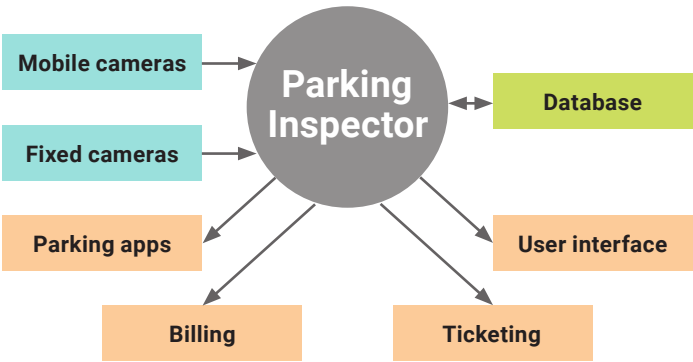 Mobile cameras
Parking
Inspector
Database
Fixed cameras
Parking apps
User interface
Billing
Ticketing